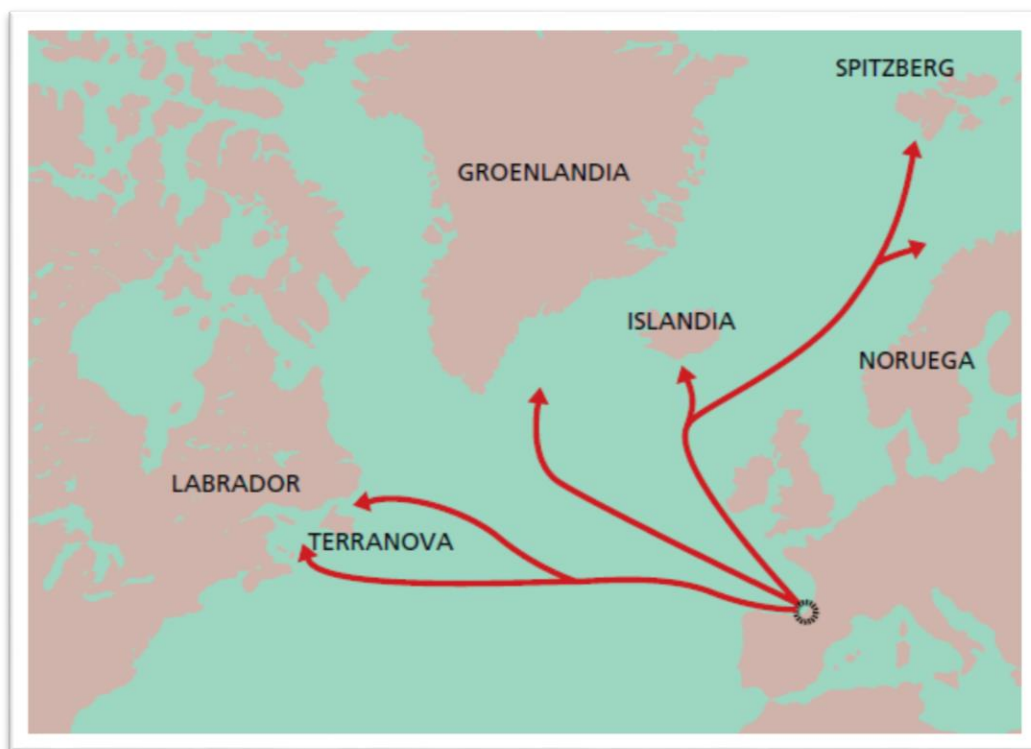 SPITZBERG
GROENLANDIA
ISLANDIA
NORUEGA
LABRADOR
TERRANOVA